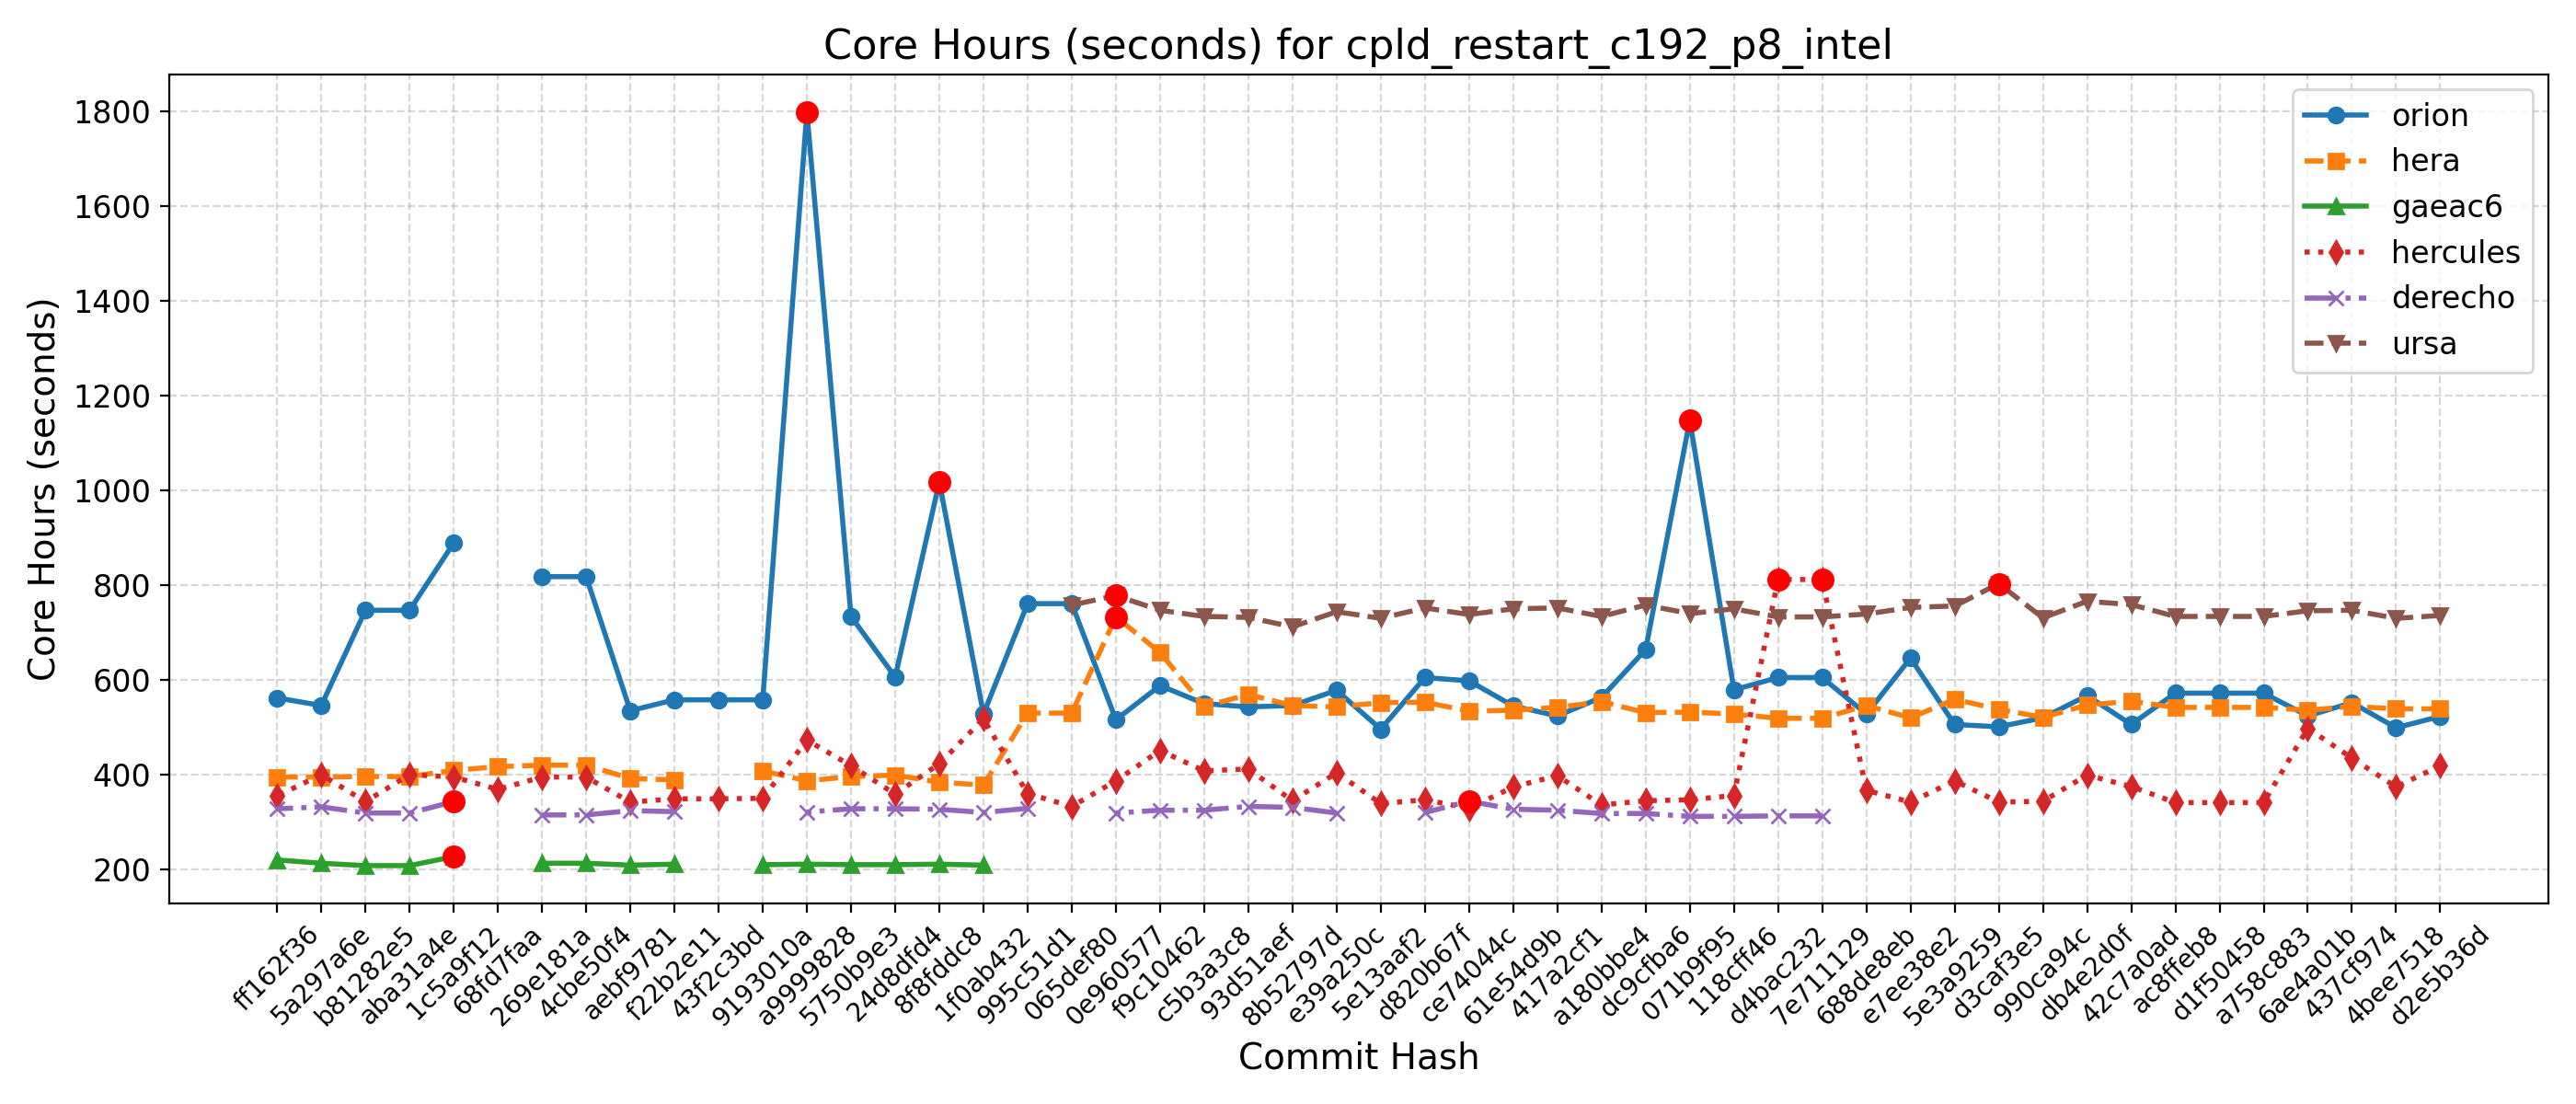 Core Hours (seconds) for cpld_restart_c192_p8_intel
Core Hours (seconds)
1800
1600
1400
1200
1000
800
600
400
200
orion
hera
gaeac6
hercules
derecho
ursa
ff162f36
5a297a6e
b81282e5
aba31a4e
1c5a9f12
68fd7faa
269e181a
4cbe50f4
aebf9781
f22b2e11
43f2c3bd
9193010a
a9999828
5750b9e3
24d8dfd4
8f8fddc8
1f0ab432
995c51d1
065def80
0e960577
f9c10462
c5b3a3c8
93d51aef
8b52797d
e39a250c
5e13aaf2
d820b67f
ce74044c
61e54d9b
417a2cf1
a180bbe4
dc9cfba6
071b9f95
118cff46
d4bac232
7e711129
688de8eb
e7ee38e2
5e3a9259
d3caf3e5
990ca94c
db4e2d0f
42c7a0ad
ac8ffeb8
d1f50458
a758c883
6ae4a01b
437cf974
4bee7518
d2e5b36d
Commit Hash